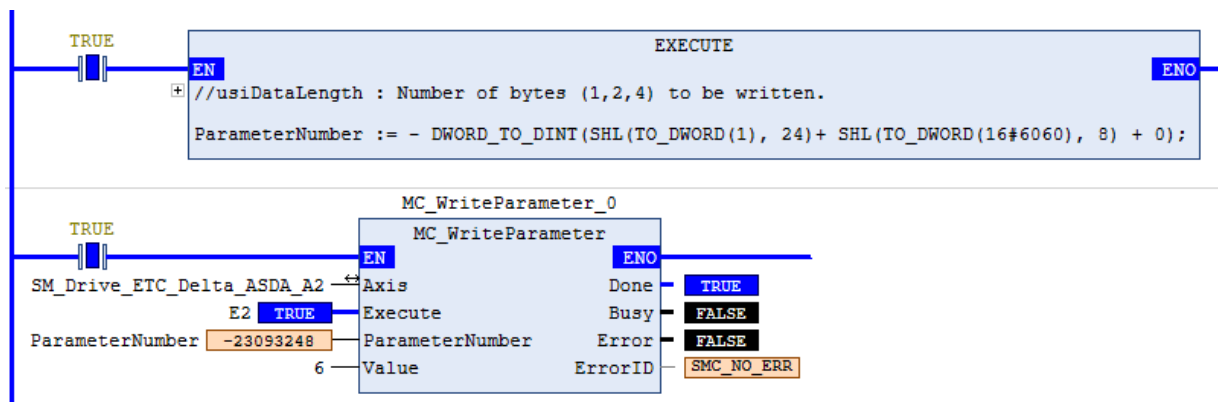 TRUE
EXECUTE
EN
ENO
//usiDataLength : Number of bytes (1,2,4) to be written.
ParameterNumber := - DWORD_TO_DINT(SHL(TO_DWORD(1), 24)+ SHL(TO_DWORD(16#6060), 8) + 0);
MC_WriteParameter_0
TRUE
MC_WriteParameter
EN ENO
SM_Drive_ETC_Delta_ASDA_A2 Axis Done TRUE
E2 TRUE Execute Busy FALSE
ParameterNumber -23093248 ParameterNumber Error FALSE
6 Value ErrorID SMC_NO_ERR